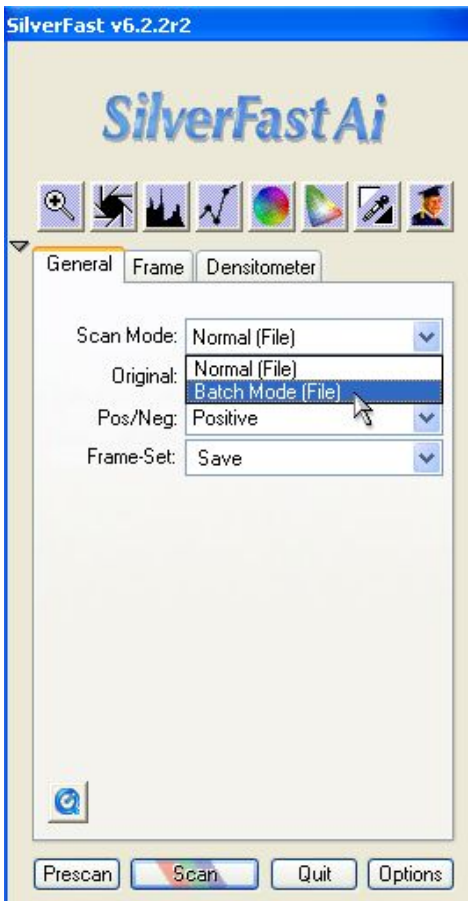 SilverFast v6.2.2r2
SilverFast Ai
General Frame Densitometer
Scan Mode: Normal (File)
Normal (File)
Original: Batch Mode (File)
Pos/Neg: Positive
Frame-Set: Save
Prescan Scan Quit Options